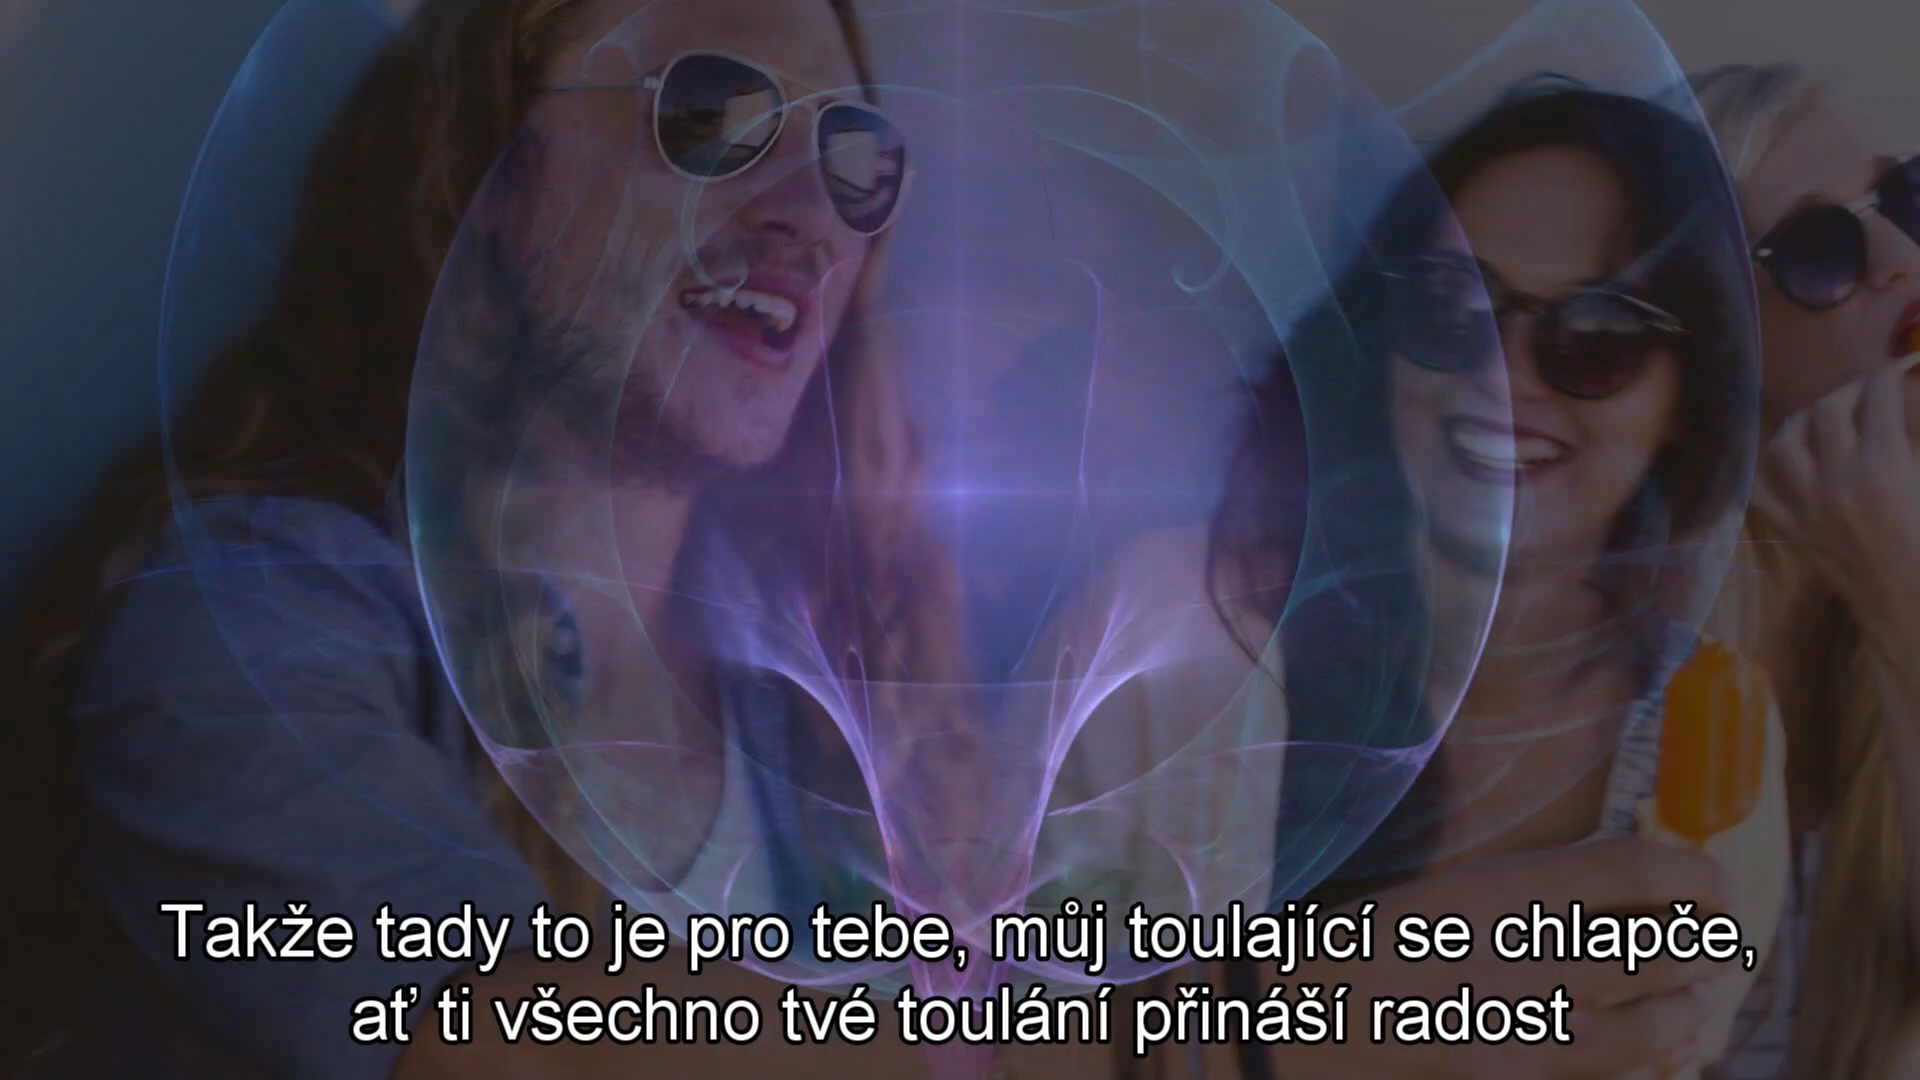 Takže tady to je pro tebe, můj toulající se chlapče,
ať ti všechno tvé toulání přináší radost